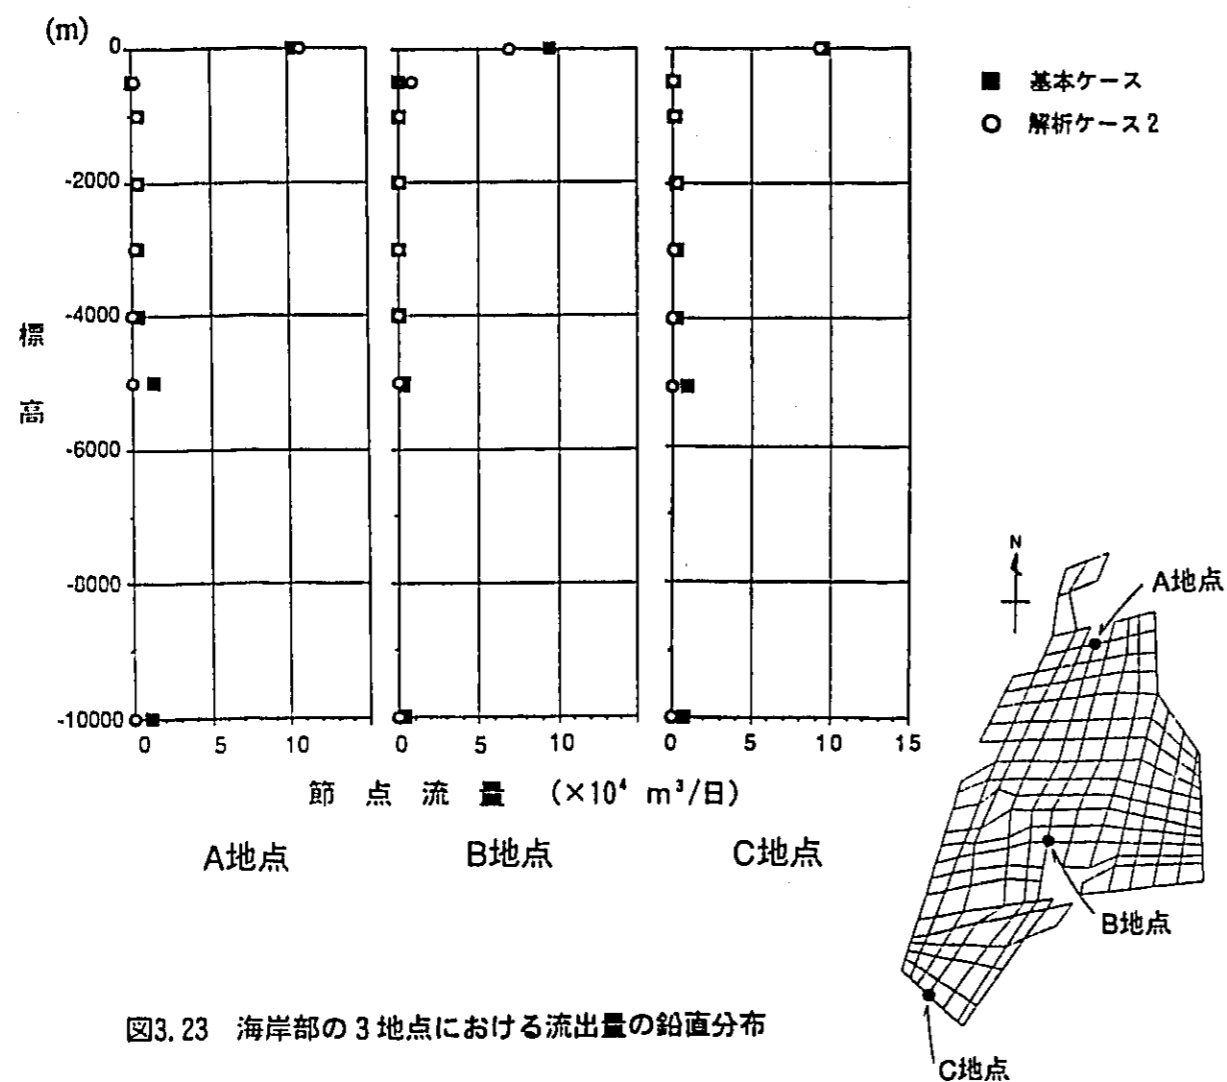 (m)
0
-2000
-4000
-6000
-8000
-10000
標高
0 5 10
0 5 10
0 5 10 15
節点流量 (×10⁴ m³/日)
A地点
B地点
C地点
■ 基本ケース
○ 解析ケース2
N
A地点
B地点
C地点
図3.23 海岸部の3地点における流出量の鉛直分布